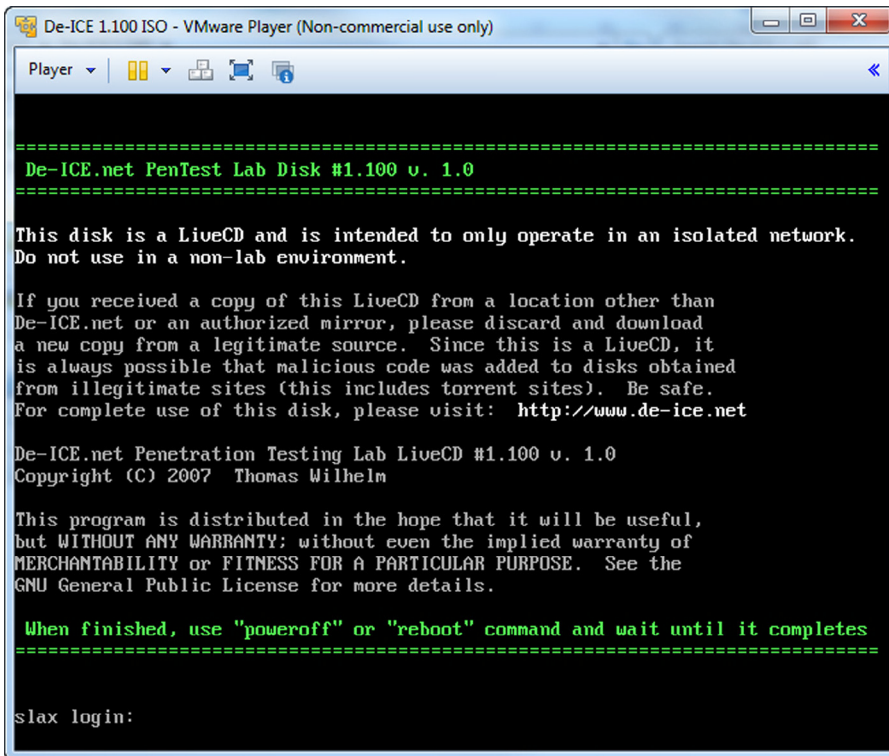 De-ICE 1.100 ISO - VMware Player (Non-commercial use only)
Player
================================================================================
De-ICE.net PenTest Lab Disk #1.100 v. 1.0
================================================================================
This disk is a LiveCD and is intended to only operate in an isolated network.
Do not use in a non-lab environment.
If you received a copy of this LiveCD from a location other than
De-ICE.net or an authorized mirror, please discard and download
a new copy from a legitimate source.  Since this is a LiveCD, it
is always possible that malicious code was added to disks obtained
from illegitimate sites (this includes torrent sites).  Be safe.
For complete use of this disk, please visit:  http://www.de-ice.net
De-ICE.net Penetration Testing Lab LiveCD #1.100 v. 1.0
Copyright (C) 2007  Thomas Wilhelm
This program is distributed in the hope that it will be useful,
but WITHOUT ANY WARRANTY; without even the implied warranty of
MERCHANTABILITY or FITNESS FOR A PARTICULAR PURPOSE.  See the
GNU General Public License for more details.
When finished, use "poweroff" or "reboot" command and wait until it completes
================================================================================
slax login: